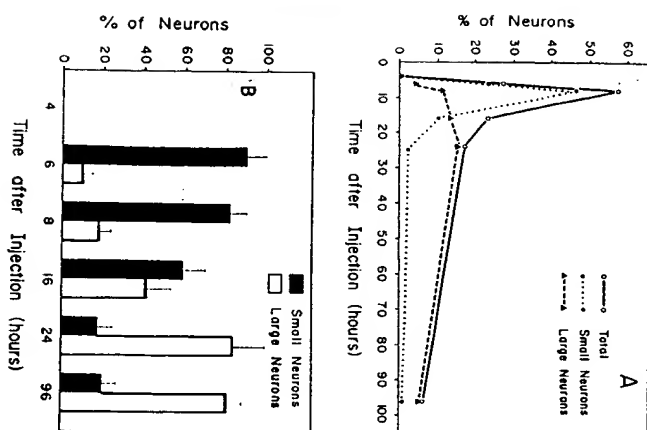 A
% of Neurons
60
50
40
30
20
10
0
0 10 20 30 40 50 60 70 80 90 100
Time after Injection (hours)
Total
Small Neurons
Large Neurons
B
% of Neurons
100
80
60
40
20
0
4 6 8 16 24 96
Time after Injection (hours)
Small Neurons
Large Neurons